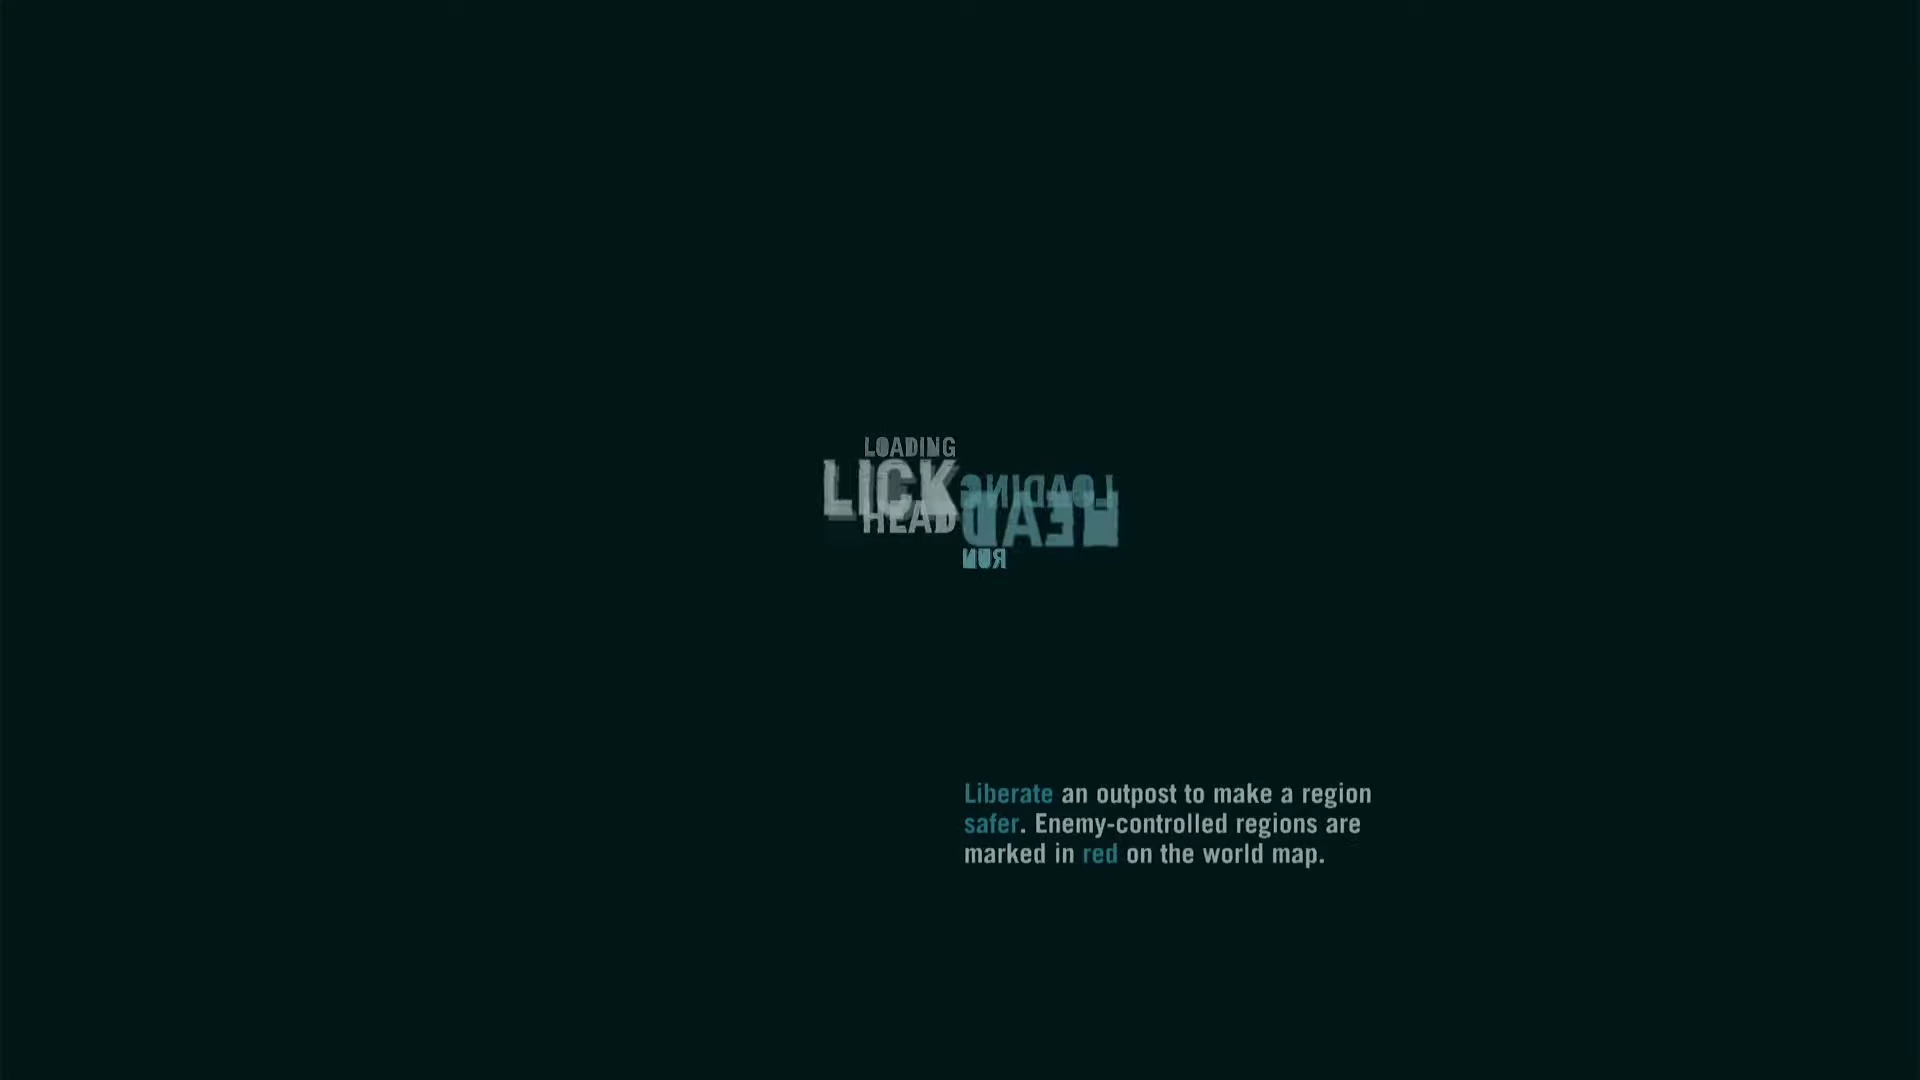 LOADING
LICK
HEAD
LOADING
HEAD
RUN
Liberate an outpost to make a region
safer. Enemy-controlled regions are
marked in red on the world map.